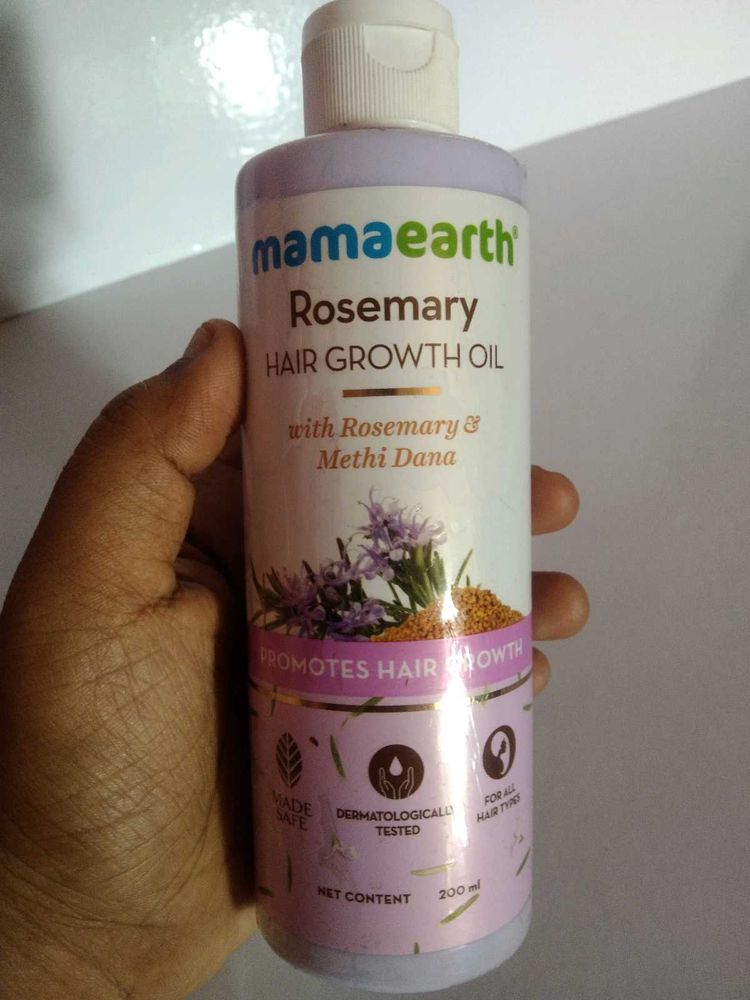 mamaearth®
Rosemary
HAIR GROWTH OIL
with Rosemary &
Methi Dana
PROMOTES HAIR GROWTH
MADE
SAFE
DERMATOLOGICALLY
TESTED
FOR ALL
HAIR TYPES
NET CONTENT 200 ml